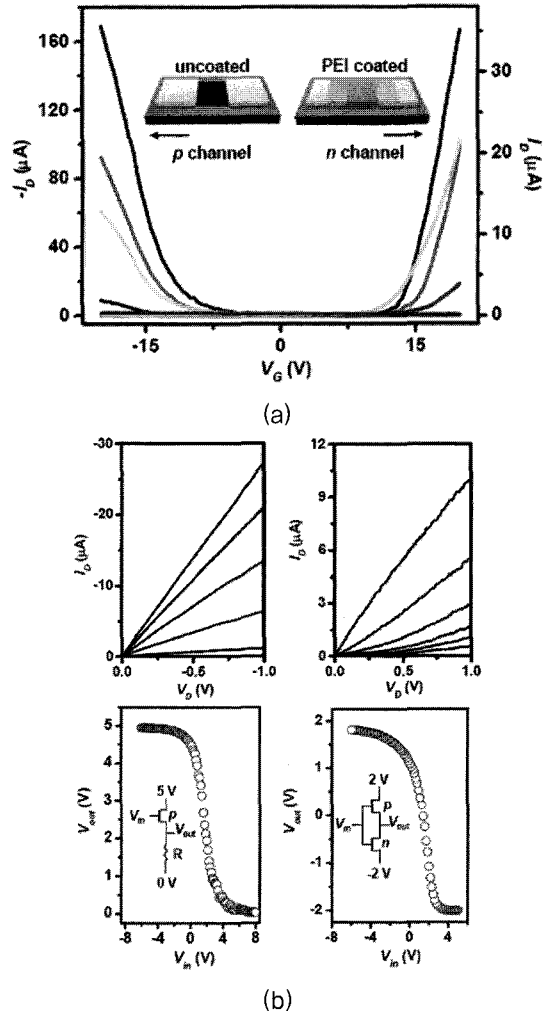 160
120
80
40
0
-I_D (μA)
uncoated
PEI coated
p channel
n channel
30
20
10
0
I_D (μA)
-15
0
15
V_G (V)
(a)
-30
-20
-10
0
I_D (μA)
0.0
-0.5
-1.0
V_D (V)
12
9
6
3
0
I_D (μA)
0.0
0.5
1.0
V_D (V)
5
4
3
2
1
0
V_out (V)
5 V
V_in
p
V_out
R
0 V
-8
-4
0
4
8
V_in (V)
2
1
0
-1
-2
V_out (V)
2 V
p
V_in
V_out
n
-2 V
-8
-4
0
4
V_in (V)
(b)